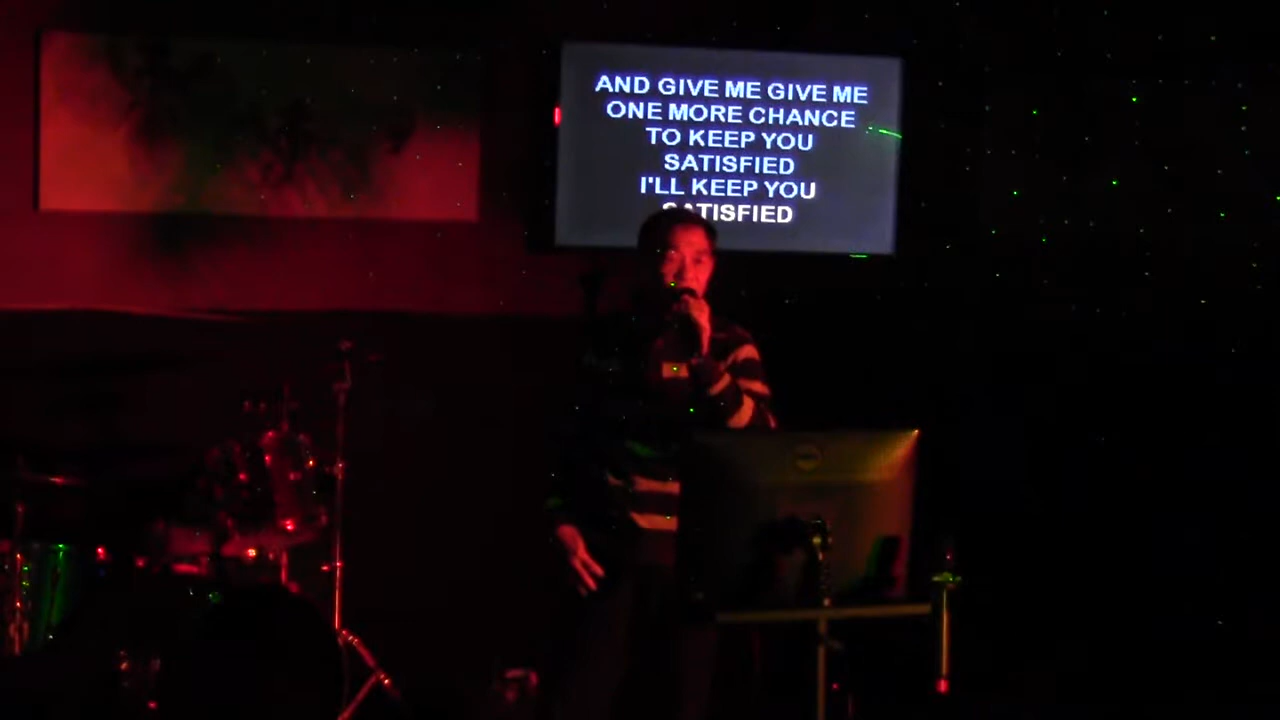 AND GIVE ME GIVE ME
ONE MORE CHANCE
TO KEEP YOU
SATISFIED
I'LL KEEP YOU
SATISFIED